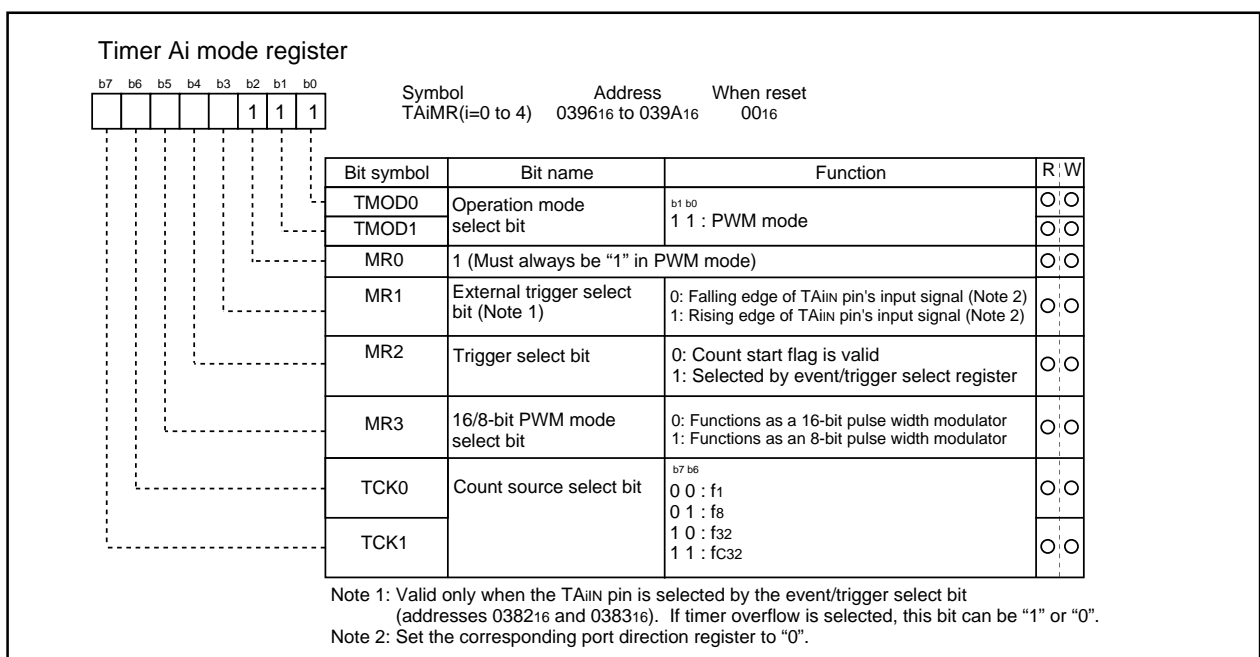 Timer Ai mode register
b7 b6 b5 b4 b3 b2 b1 b0
1 1 1
Symbol Address When reset
TAiMR(i=0 to 4) 039616 to 039A16 0016
Bit symbol Bit name Function R W
TMOD0 Operation mode select bit b1 b0
TMOD1 1 1 : PWM mode
MR0 1 (Must always be “1” in PWM mode)
MR1 External trigger select bit (Note 1) 0: Falling edge of TAiIN pin's input signal (Note 2)
1: Rising edge of TAiIN pin's input signal (Note 2)
MR2 Trigger select bit 0: Count start flag is valid
1: Selected by event/trigger select register
MR3 16/8-bit PWM mode select bit 0: Functions as a 16-bit pulse width modulator
1: Functions as an 8-bit pulse width modulator
TCK0 Count source select bit b7 b6
0 0 : f1
0 1 : f8
TCK1 1 0 : f32
1 1 : fC32
Note 1: Valid only when the TAiIN pin is selected by the event/trigger select bit
(addresses 038216 and 038316). If timer overflow is selected, this bit can be “1” or “0”.
Note 2: Set the corresponding port direction register to “0”.